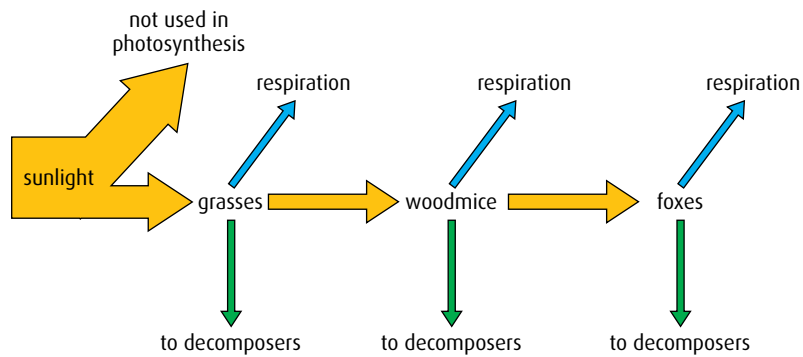 not used in
photosynthesis
respiration
respiration
respiration
sunlight
grasses
woodmice
foxes
to decomposers
to decomposers
to decomposers